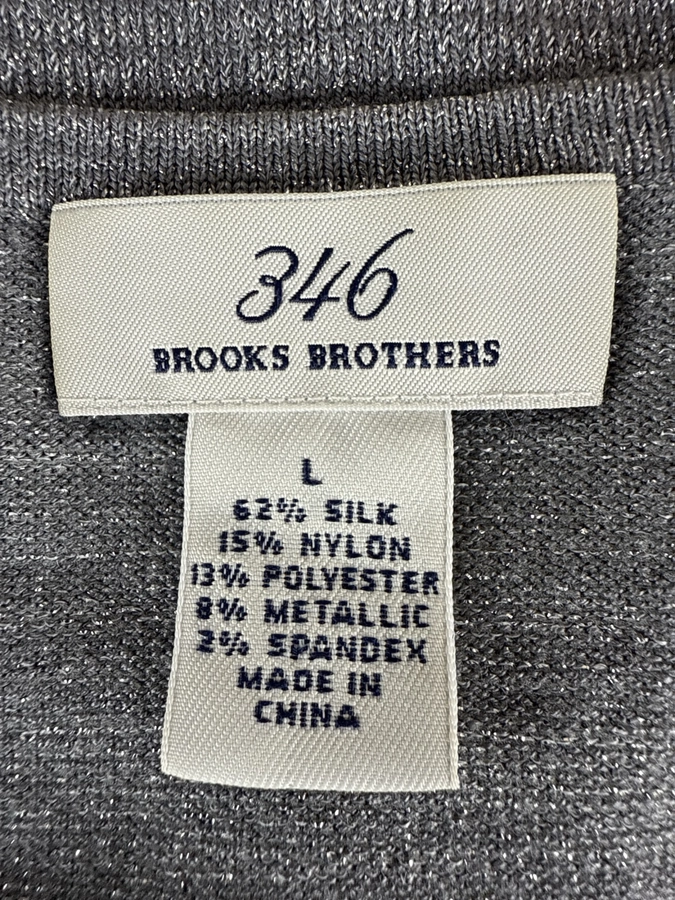 346
BROOKS BROTHERS
L
62% SILK
15% NYLON
13% POLYESTER
8% METALLIC
2% SPANDEX
MADE IN
CHINA